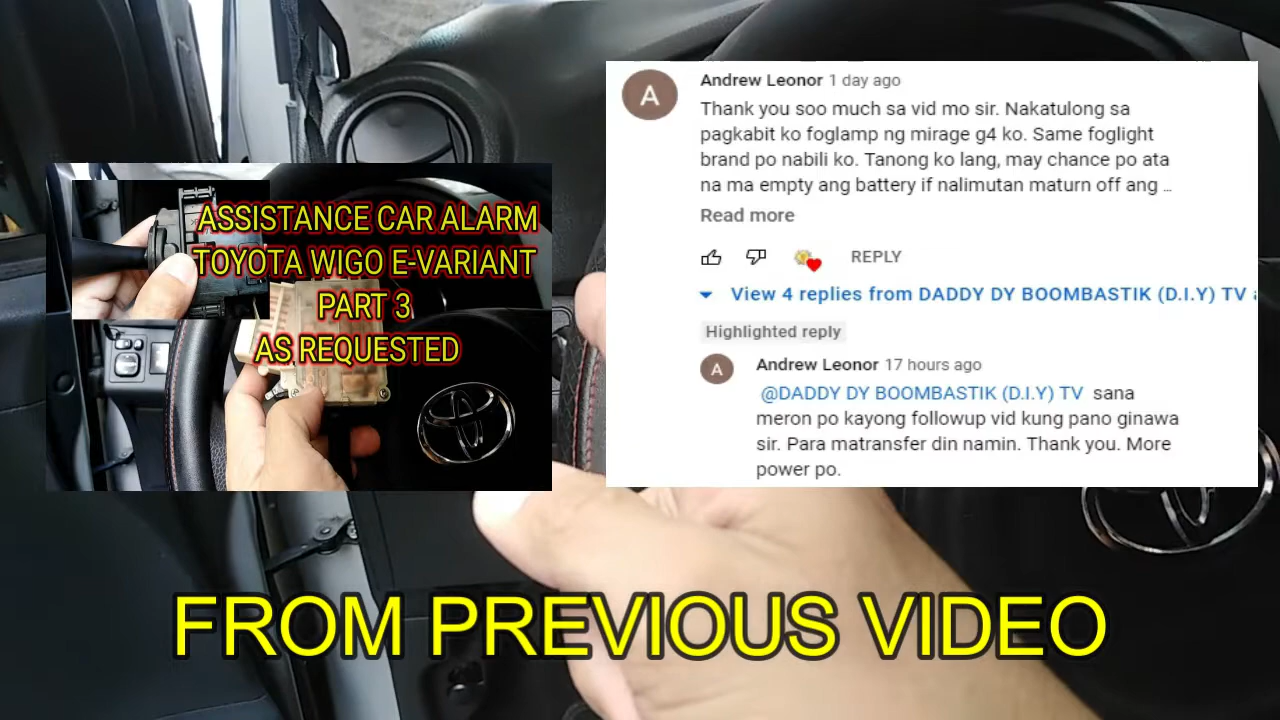 ASSISTANCE CAR ALARM
TOYOTA WIGO E-VARIANT
PART 3
AS REQUESTED
A
Andrew Leonor 1 day ago
Thank you soo much sa vid mo sir. Nakatulong sa
pagkabit ko foglamp ng mirage g4 ko. Same foglight
brand po nabili ko. Tanong ko lang, may chance po ata
na ma empty ang battery if nalimutan maturn off ang ...
Read more
REPLY
View 4 replies from DADDY DY BOOMBASTIK (D.I.Y) TV
Highlighted reply
A
Andrew Leonor 17 hours ago
@DADDY DY BOOMBASTIK (D.I.Y) TV sana
meron po kayong followup vid kung pano ginawa
sir. Para matransfer din namin. Thank you. More
power po.
FROM PREVIOUS VIDEO